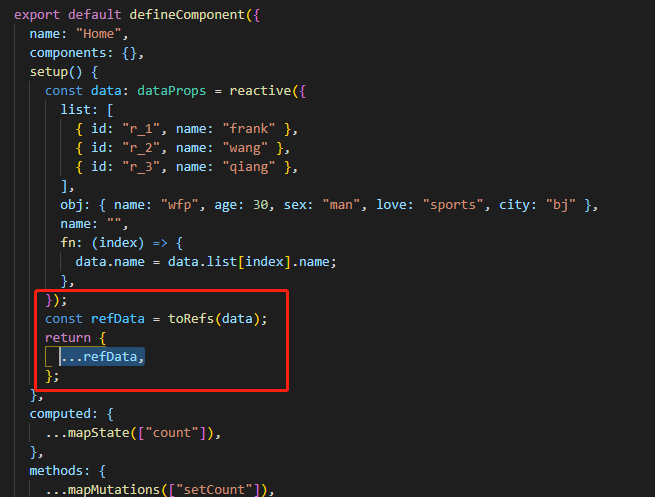 export default defineComponent({
name: "Home",
components: {},
setup() {
const data: dataProps = reactive({
list: [
{ id: "r_1", name: "frank" },
{ id: "r_2", name: "wang" },
{ id: "r_3", name: "qiang" },
],
obj: { name: "wfp", age: 30, sex: "man", love: "sports", city: "bj" },
name: "",
fn: (index) => {
data.name = data.list[index].name;
},
});
const refData = toRefs(data);
return {
...refData,
};
},
computed: {
...mapState(["count"]),
},
methods: {
...mapMutations(["setCount"]),